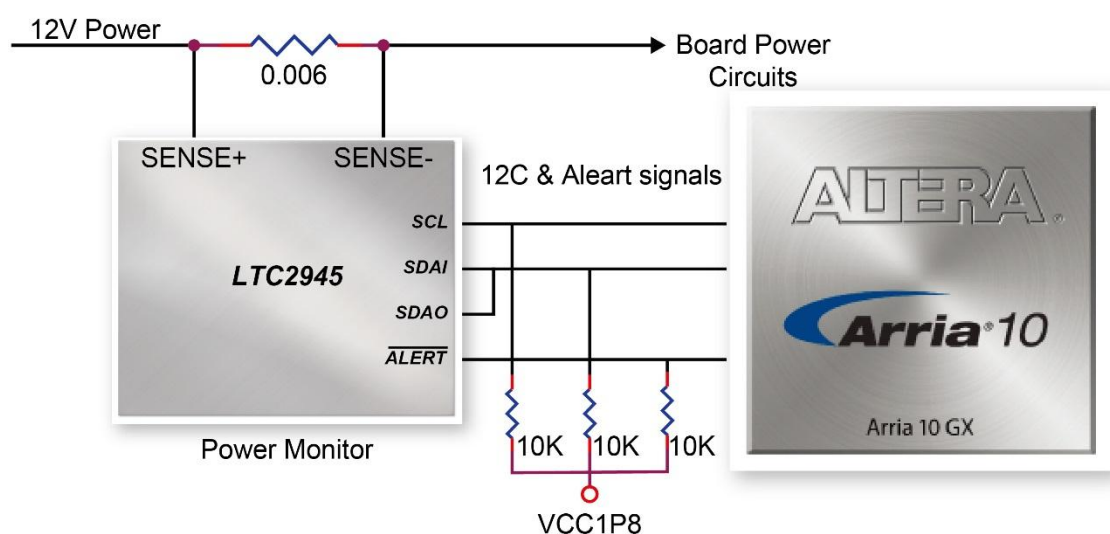 12V Power
0.006
Board Power
Circuits
SENSE+ SENSE-
12C & Aleart signals
SCL
LTC2945
SDAI
SDAO
ALERT
Power Monitor
10K 10K 10K
VCC1P8
ALTERA®
Arria® 10
Arria 10 GX